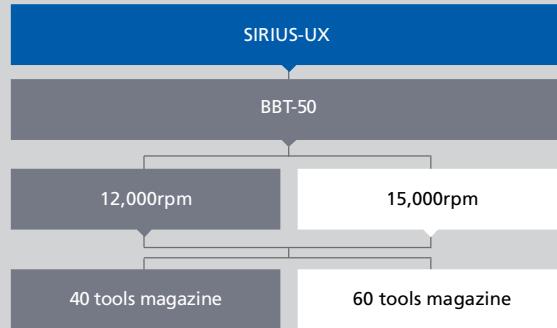 SIRIUS-UX
BBT-50
12,000rpm
15,000rpm
40 tools magazine
60 tools magazine